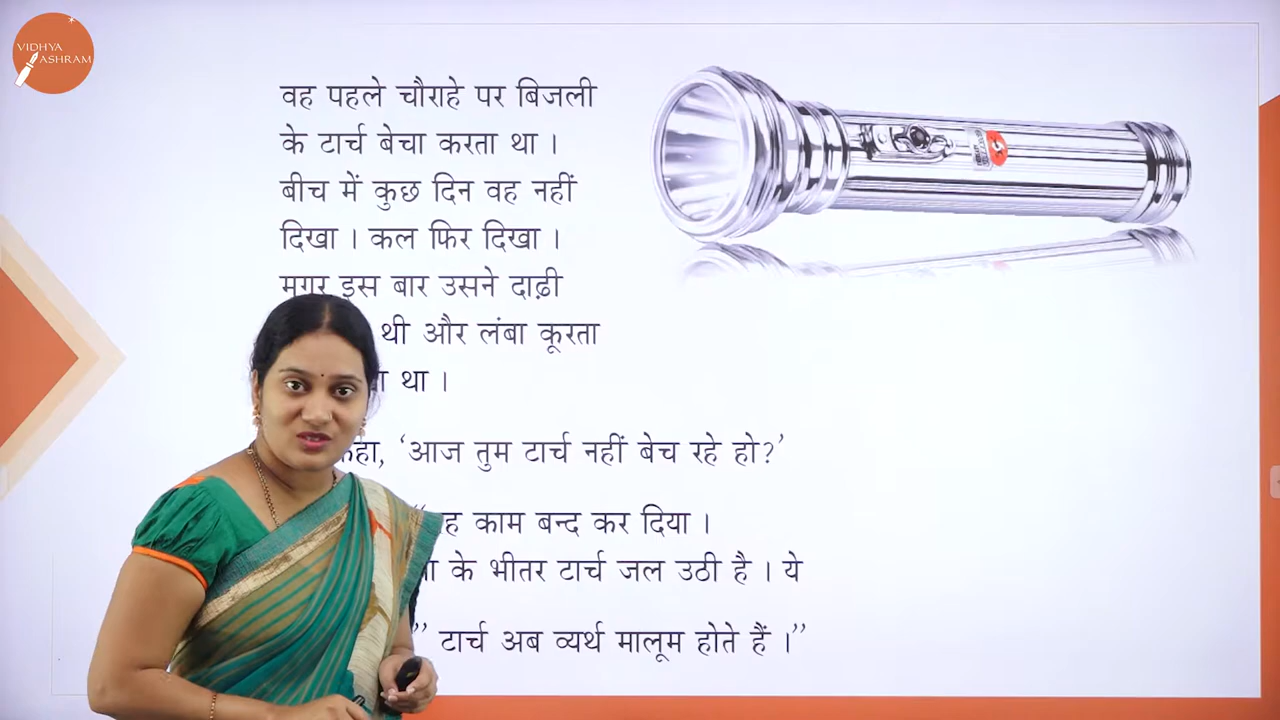 VIDHYA
ASHRAM
वह पहले चौराहे पर बिजली
के टार्च बेचा करता था ।
बीच में कुछ दिन वह नहीं
दिखा । कल फिर दिखा ।
मगर इस बार उसने दाढ़ी
थी और लंबा कूरता
था ।
कहा, ‘आज तुम टार्च नहीं बेच रहे हो?’
काम बन्द कर दिया ।
के भीतर टार्च जल उठी है । ये
” टार्च अब व्यर्थ मालूम होते हैं ।”